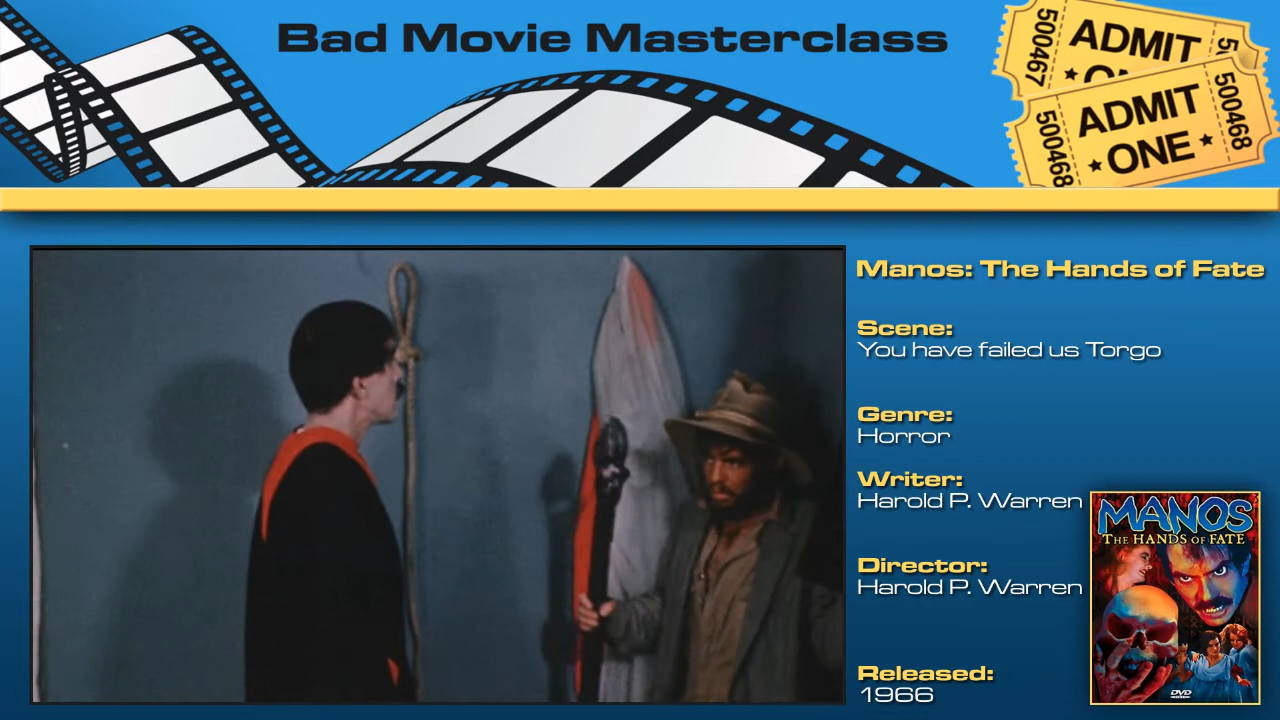 Bad Movie Masterclass
500467
ADMIT
500468
ADMIT
ONE
500468
Manos: The Hands of Fate
Scene:
You have failed us Torgo
Genre:
Horror
Writer:
Harold P. Warren
Director:
Harold P. Warren
Released:
1966
MANOS
THE HANDS OF FATE
DVD